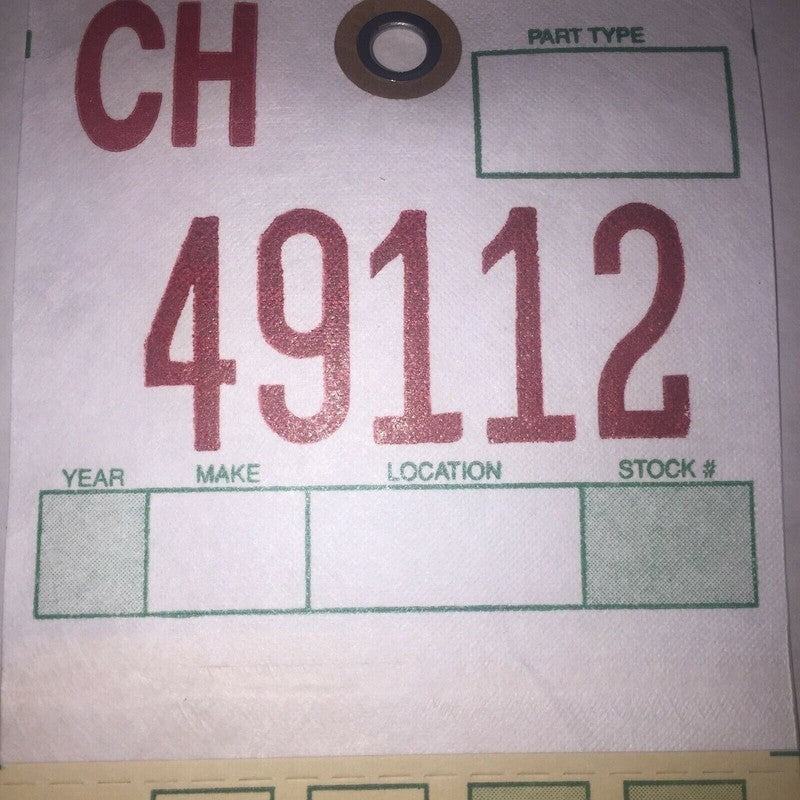 CH
PART TYPE
49112
YEAR MAKE LOCATION STOCK #